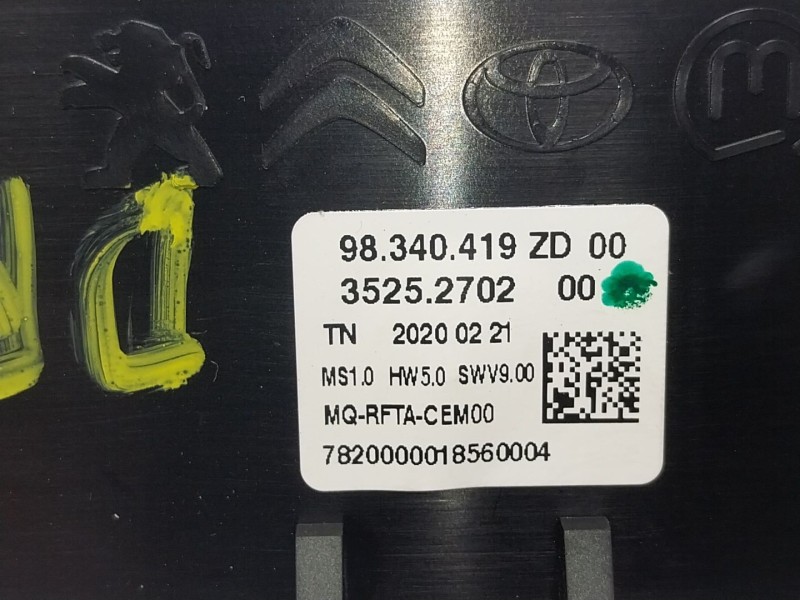 98.340.419 ZD 00
3525.2702 00
TN 2020 02 21
MS1.0 HW5.0 SWV9.00
MQ-RFTA-CEM00
7820000018560004